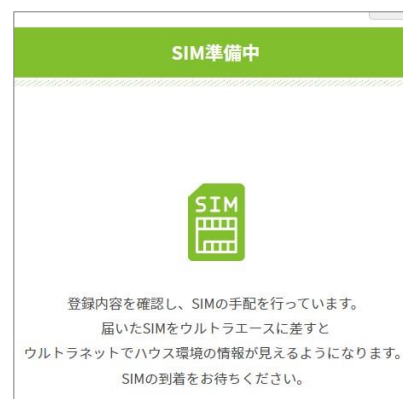 SIM準備中
SIM
登録内容を確認し、SIMの手配を行っています。
届いたSIMをウルトラエースに差すと
ウルトラネットでハウス環境の情報が見えるようになります。
SIMの到着をお待ちください。